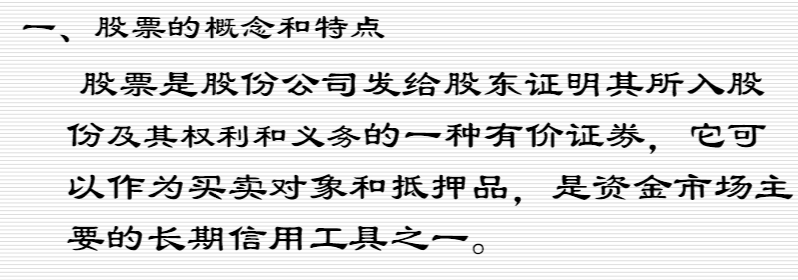 一、股票的概念和特点
股票是股份公司发给股东证明其所入股
份及其权利和义务的一种有价证券，它可
以作为买卖对象和抵押品，是资金市场主
要的长期信用工具之一。